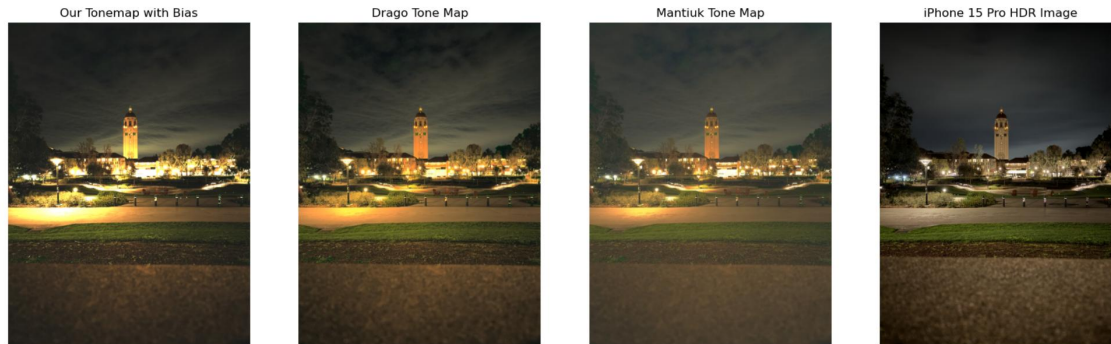 Our Tonemap with Bias
Drago Tone Map
Mantiuk Tone Map
iPhone 15 Pro HDR Image